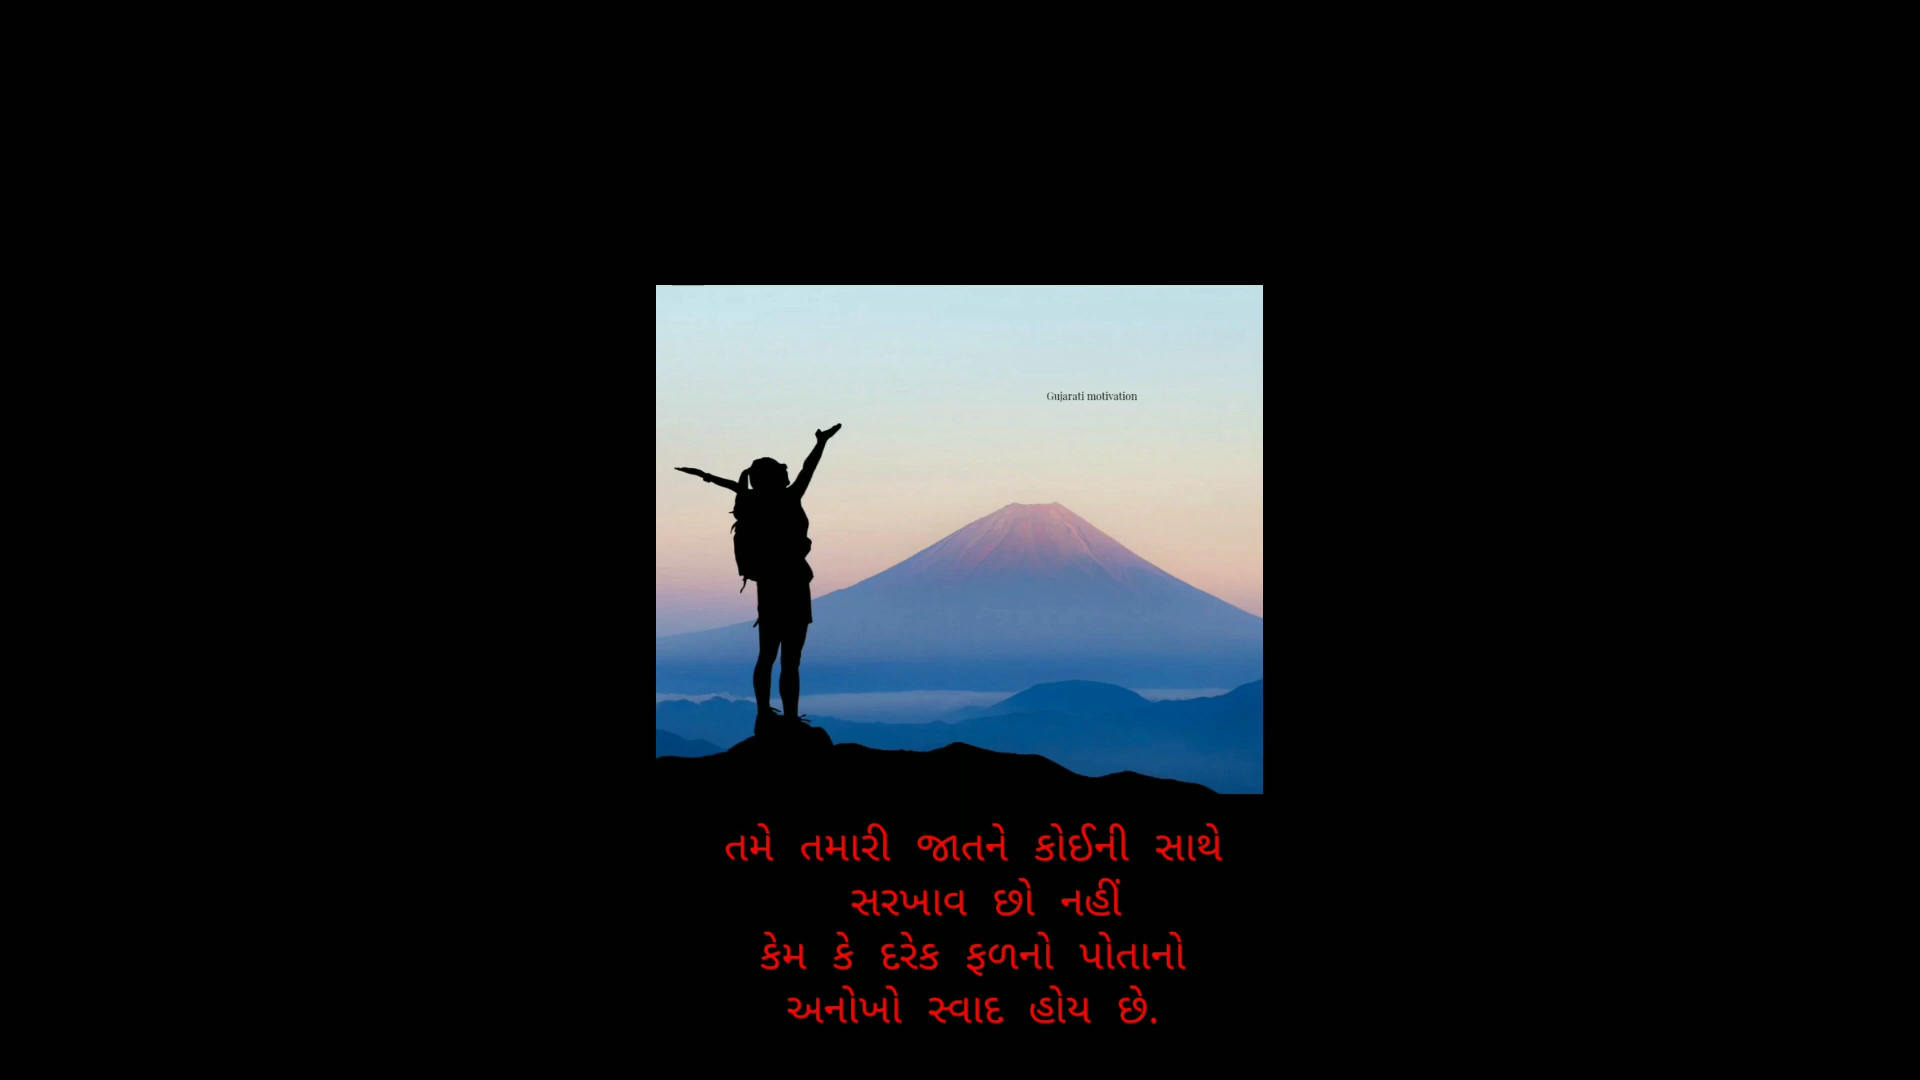 Gujarati motivation
તમે તમારી જાતને કોઈની સાથે
સરખાવ છો નહીં
કેમ કે દરેક ફળનો પોતાનો
અનોખો સ્વાદ હોય છે.